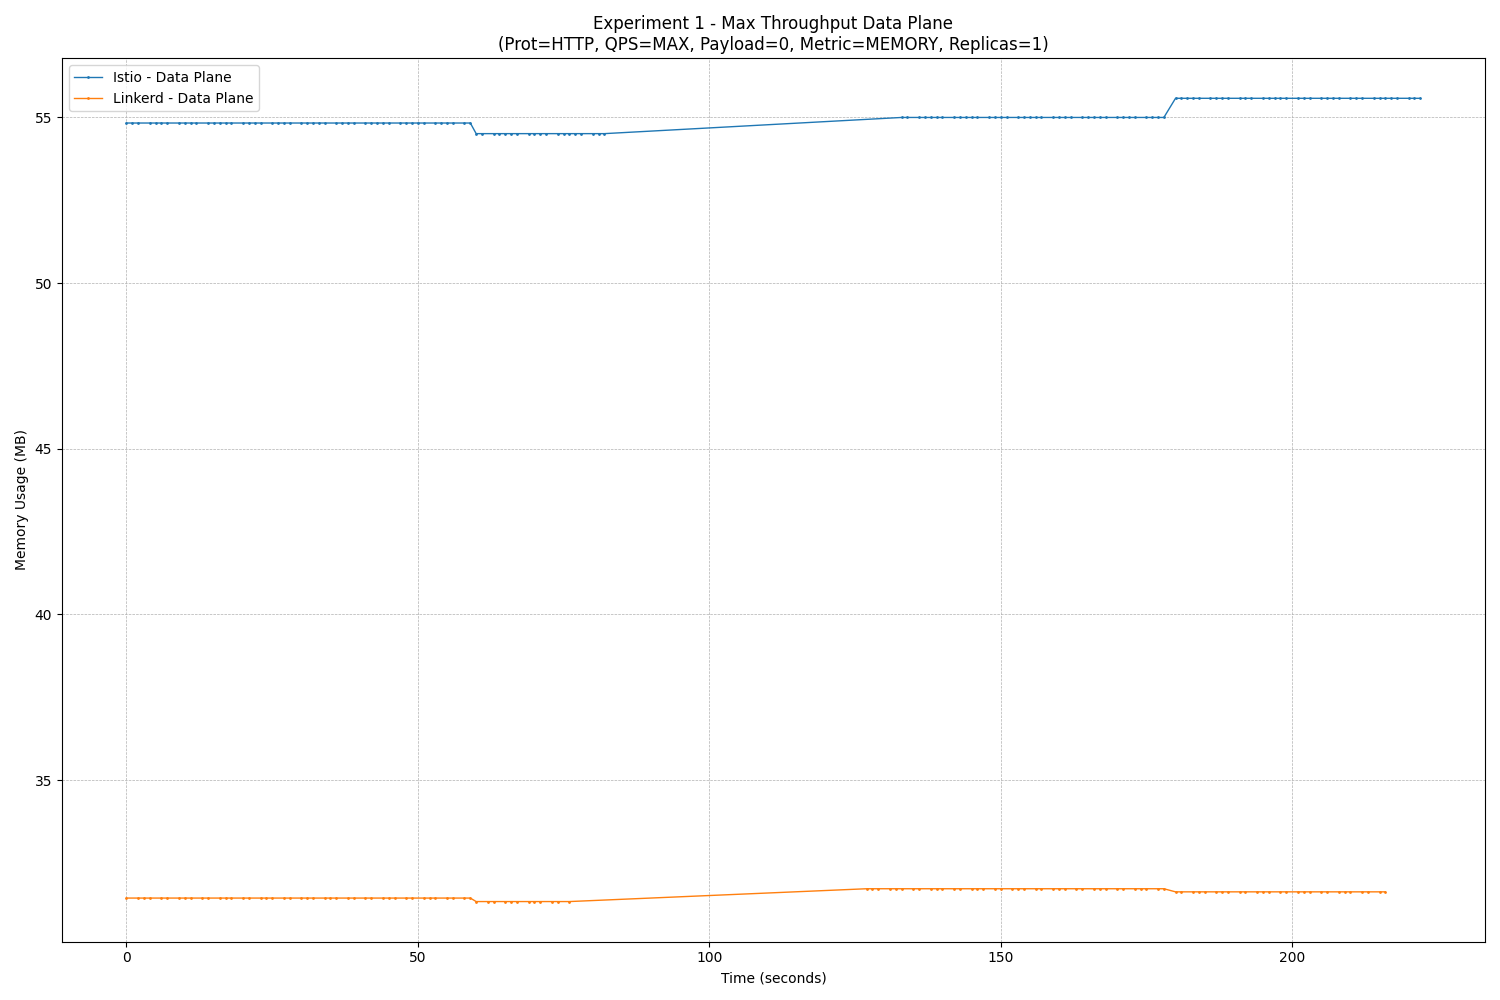 Experiment 1 - Max Throughput Data Plane
(Prot=HTTP, QPS=MAX, Payload=0, Metric=MEMORY, Replicas=1)
Istio - Data Plane
Linkerd - Data Plane
55
50
45
40
35
Memory Usage (MB)
0
50
100
150
200
Time (seconds)